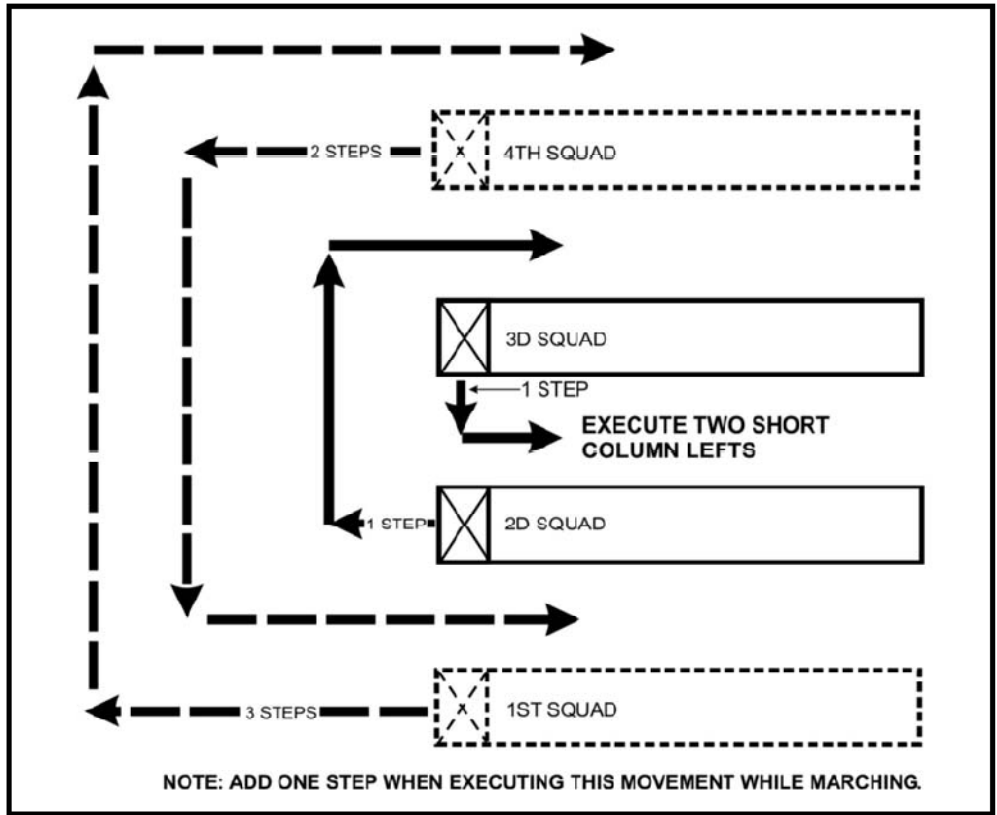 2 STEPS
4TH SQUAD
3D SQUAD
1 STEP
EXECUTE TWO SHORT
COLUMN LEFTS
1 STEP
2D SQUAD
3 STEPS
1ST SQUAD
NOTE: ADD ONE STEP WHEN EXECUTING THIS MOVEMENT WHILE MARCHING.